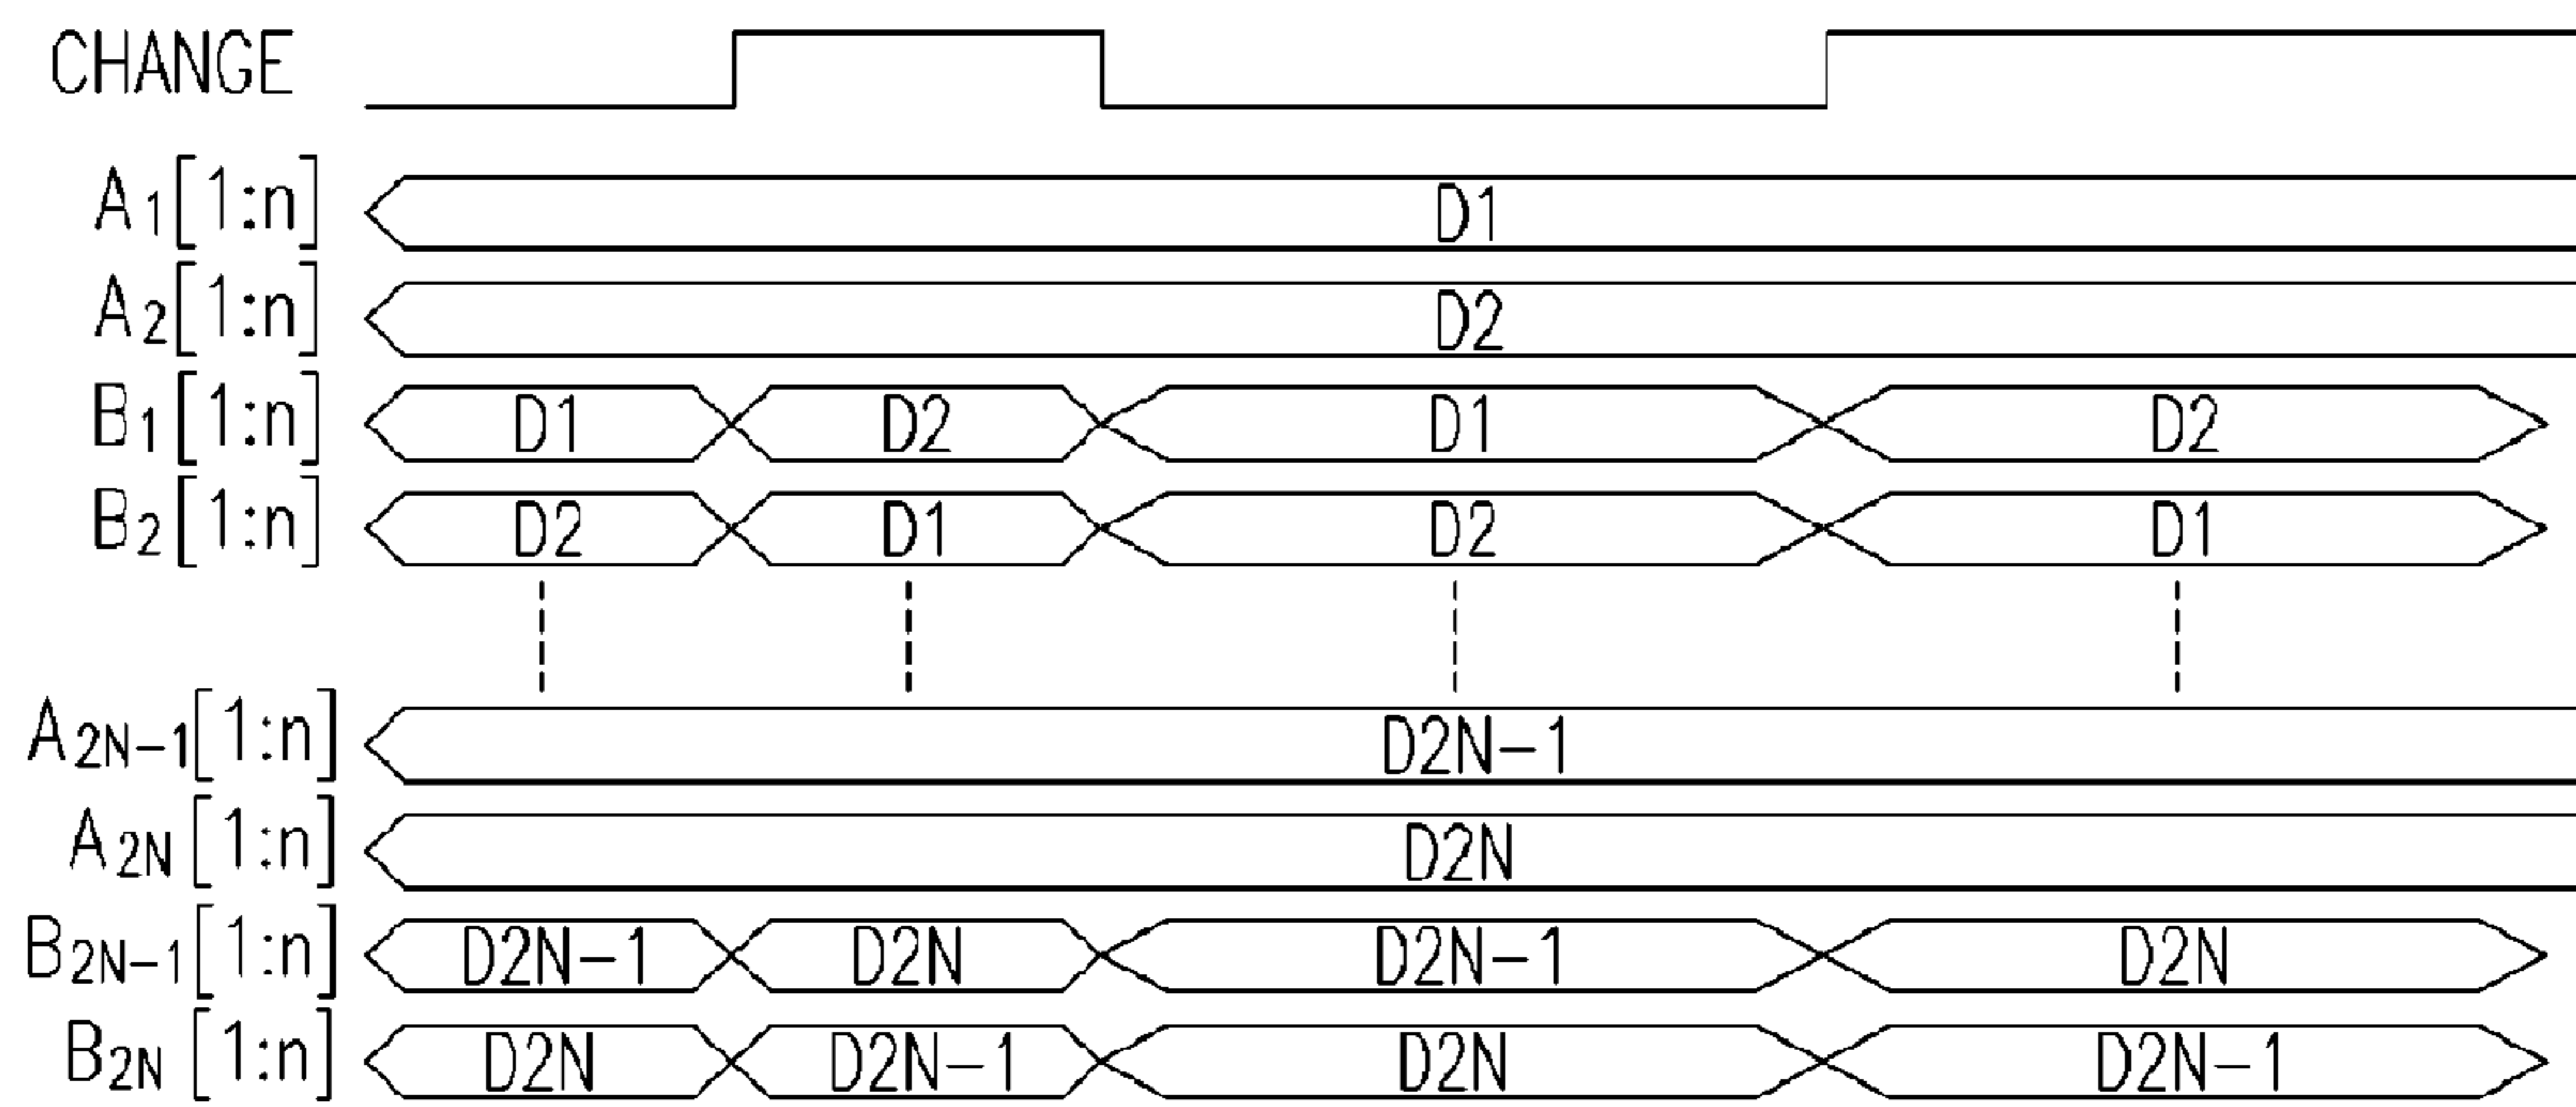 CHANGE
A1[1:n] D1
A2[1:n] D2
B1[1:n] D1 D2 D1 D2
B2[1:n] D2 D1 D2 D1
A2N-1[1:n] D2N-1
A2N[1:n] D2N
B2N-1[1:n] D2N-1 D2N D2N-1 D2N
B2N[1:n] D2N D2N-1 D2N D2N-1